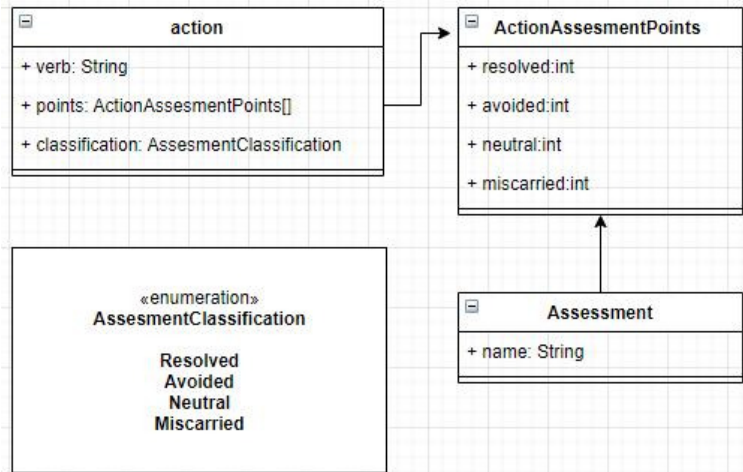 action
+ verb: String
+ points: ActionAssesmentPoints[]
+ classification: AssesmentClassification
ActionAssesmentPoints
+ resolved:int
+ avoided:int
+ neutral:int
+ miscarried:int
«enumeration»
AssesmentClassification
Resolved
Avoided
Neutral
Miscarried
Assessment
+ name: String